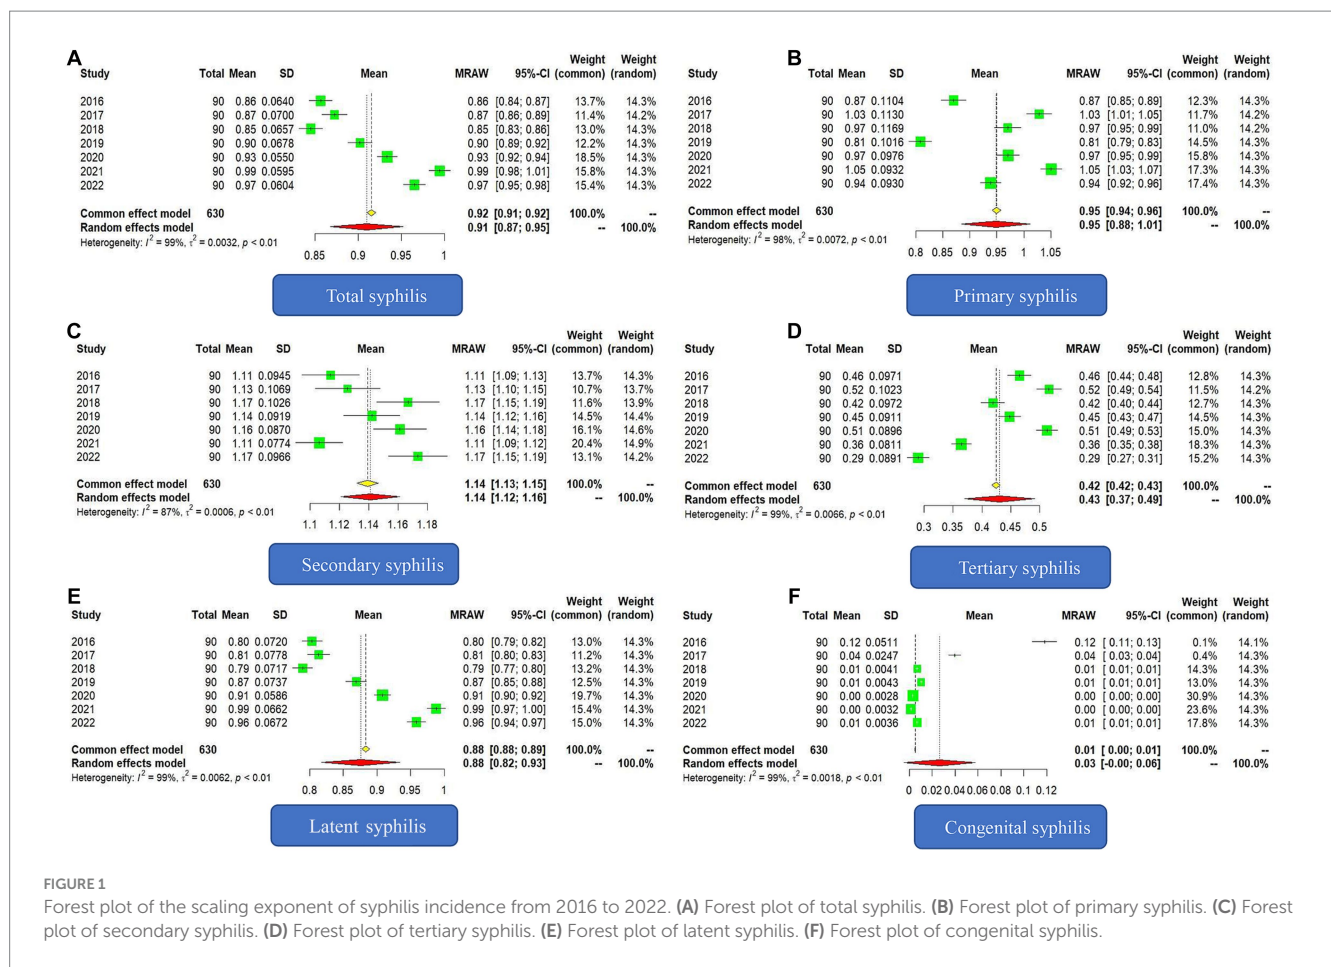 A
Weight Weight
Study Total Mean SD Mean MRAW 95%-CI (common) (random)
2016 90 0.86 0.0640 0.86 [0.84; 0.87] 13.7% 14.3%
2017 90 0.87 0.0700 0.87 [0.86; 0.89] 11.4% 14.2%
2018 90 0.85 0.0657 0.85 [0.83; 0.86] 13.0% 14.3%
2019 90 0.90 0.0678 0.90 [0.89; 0.92] 12.2% 14.3%
2020 90 0.93 0.0550 0.93 [0.92; 0.94] 18.5% 14.3%
2021 90 0.99 0.0595 0.99 [0.98; 1.01] 15.8% 14.3%
2022 90 0.97 0.0604 0.97 [0.95; 0.98] 15.4% 14.3%
Common effect model 630 0.92 [0.91; 0.92] 100.0% --
Random effects model 0.91 [0.87; 0.95] -- 100.0%
Heterogeneity: I² = 99%, τ² = 0.0032, p < 0.01
0.85 0.9 0.95 1
Total syphilis
B
Weight Weight
Study Total Mean SD Mean MRAW 95%-CI (common) (random)
2016 90 0.87 0.1104 0.87 [0.85; 0.89] 12.3% 14.3%
2017 90 1.03 0.1130 1.03 [1.01; 1.05] 11.7% 14.2%
2018 90 0.97 0.1169 0.97 [0.95; 0.99] 11.0% 14.2%
2019 90 0.81 0.1016 0.81 [0.79; 0.83] 14.5% 14.3%
2020 90 0.97 0.0976 0.97 [0.95; 0.99] 15.8% 14.3%
2021 90 1.05 0.0932 1.05 [1.03; 1.07] 17.3% 14.3%
2022 90 0.94 0.0930 0.94 [0.92; 0.96] 17.4% 14.3%
Common effect model 630 0.95 [0.94; 0.96] 100.0% --
Random effects model 0.95 [0.88; 1.01] -- 100.0%
Heterogeneity: I² = 98%, τ² = 0.0072, p < 0.01
0.8 0.85 0.9 0.95 1 1.05
Primary syphilis
C
Weight Weight
Study Total Mean SD Mean MRAW 95%-CI (common) (random)
2016 90 1.11 0.0945 1.11 [1.09; 1.13] 13.7% 14.3%
2017 90 1.13 0.1069 1.13 [1.10; 1.15] 10.7% 13.7%
2018 90 1.17 0.1026 1.17 [1.15; 1.19] 11.6% 13.9%
2019 90 1.14 0.0919 1.14 [1.12; 1.16] 14.5% 14.4%
2020 90 1.16 0.0870 1.16 [1.14; 1.18] 16.1% 14.6%
2021 90 1.11 0.0774 1.11 [1.09; 1.12] 20.4% 14.9%
2022 90 1.17 0.0966 1.17 [1.15; 1.19] 13.1% 14.2%
Common effect model 630 1.14 [1.13; 1.15] 100.0% --
Random effects model 1.14 [1.12; 1.16] -- 100.0%
Heterogeneity: I² = 87%, τ² = 0.0006, p < 0.01
1.1 1.12 1.14 1.16 1.18
Secondary syphilis
D
Weight Weight
Study Total Mean SD Mean MRAW 95%-CI (common) (random)
2016 90 0.46 0.0971 0.46 [0.44; 0.48] 12.8% 14.3%
2017 90 0.52 0.1023 0.52 [0.49; 0.54] 11.5% 14.2%
2018 90 0.42 0.0972 0.42 [0.40; 0.44] 12.7% 14.3%
2019 90 0.45 0.0911 0.45 [0.43; 0.47] 14.5% 14.3%
2020 90 0.51 0.0896 0.51 [0.49; 0.53] 15.0% 14.3%
2021 90 0.36 0.0811 0.36 [0.35; 0.38] 18.3% 14.3%
2022 90 0.29 0.0891 0.29 [0.27; 0.31] 15.2% 14.3%
Common effect model 630 0.42 [0.42; 0.43] 100.0% --
Random effects model 0.43 [0.37; 0.49] -- 100.0%
Heterogeneity: I² = 99%, τ² = 0.0066, p < 0.01
0.3 0.35 0.4 0.45 0.5
Tertiary syphilis
E
Weight Weight
Study Total Mean SD Mean MRAW 95%-CI (common) (random)
2016 90 0.80 0.0720 0.80 [0.79; 0.82] 13.0% 14.3%
2017 90 0.81 0.0778 0.81 [0.80; 0.83] 11.2% 14.3%
2018 90 0.79 0.0717 0.79 [0.77; 0.80] 13.2% 14.3%
2019 90 0.87 0.0737 0.87 [0.85; 0.88] 12.5% 14.3%
2020 90 0.91 0.0586 0.91 [0.90; 0.92] 19.7% 14.3%
2021 90 0.99 0.0662 0.99 [0.97; 1.00] 15.4% 14.3%
2022 90 0.96 0.0672 0.96 [0.94; 0.97] 15.0% 14.3%
Common effect model 630 0.88 [0.88; 0.89] 100.0% --
Random effects model 0.88 [0.82; 0.93] -- 100.0%
Heterogeneity: I² = 99%, τ² = 0.0062, p < 0.01
0.8 0.85 0.9 0.95 1
Latent syphilis
F
Weight Weight
Study Total Mean SD Mean MRAW 95%-CI (common) (random)
2016 90 0.12 0.0511 0.12 [ 0.11; 0.13] 0.1% 14.1%
2017 90 0.04 0.0247 0.04 [ 0.03; 0.04] 0.4% 14.3%
2018 90 0.01 0.0041 0.01 [ 0.01; 0.01] 14.3% 14.3%
2019 90 0.01 0.0043 0.01 [ 0.01; 0.01] 13.0% 14.3%
2020 90 0.00 0.0028 0.00 [ 0.00; 0.00] 30.9% 14.3%
2021 90 0.00 0.0032 0.00 [ 0.00; 0.00] 23.6% 14.3%
2022 90 0.01 0.0036 0.01 [ 0.01; 0.01] 17.8% 14.3%
Common effect model 630 0.01 [ 0.00; 0.01] 100.0% --
Random effects model 0.03 [-0.00; 0.06] -- 100.0%
Heterogeneity: I² = 99%, τ² = 0.0018, p < 0.01
0 0.02 0.04 0.06 0.08 0.1 0.12
Congenital syphilis
FIGURE 1
Forest plot of the scaling exponent of syphilis incidence from 2016 to 2022. (A) Forest plot of total syphilis. (B) Forest plot of primary syphilis. (C) Forest
plot of secondary syphilis. (D) Forest plot of tertiary syphilis. (E) Forest plot of latent syphilis. (F) Forest plot of congenital syphilis.